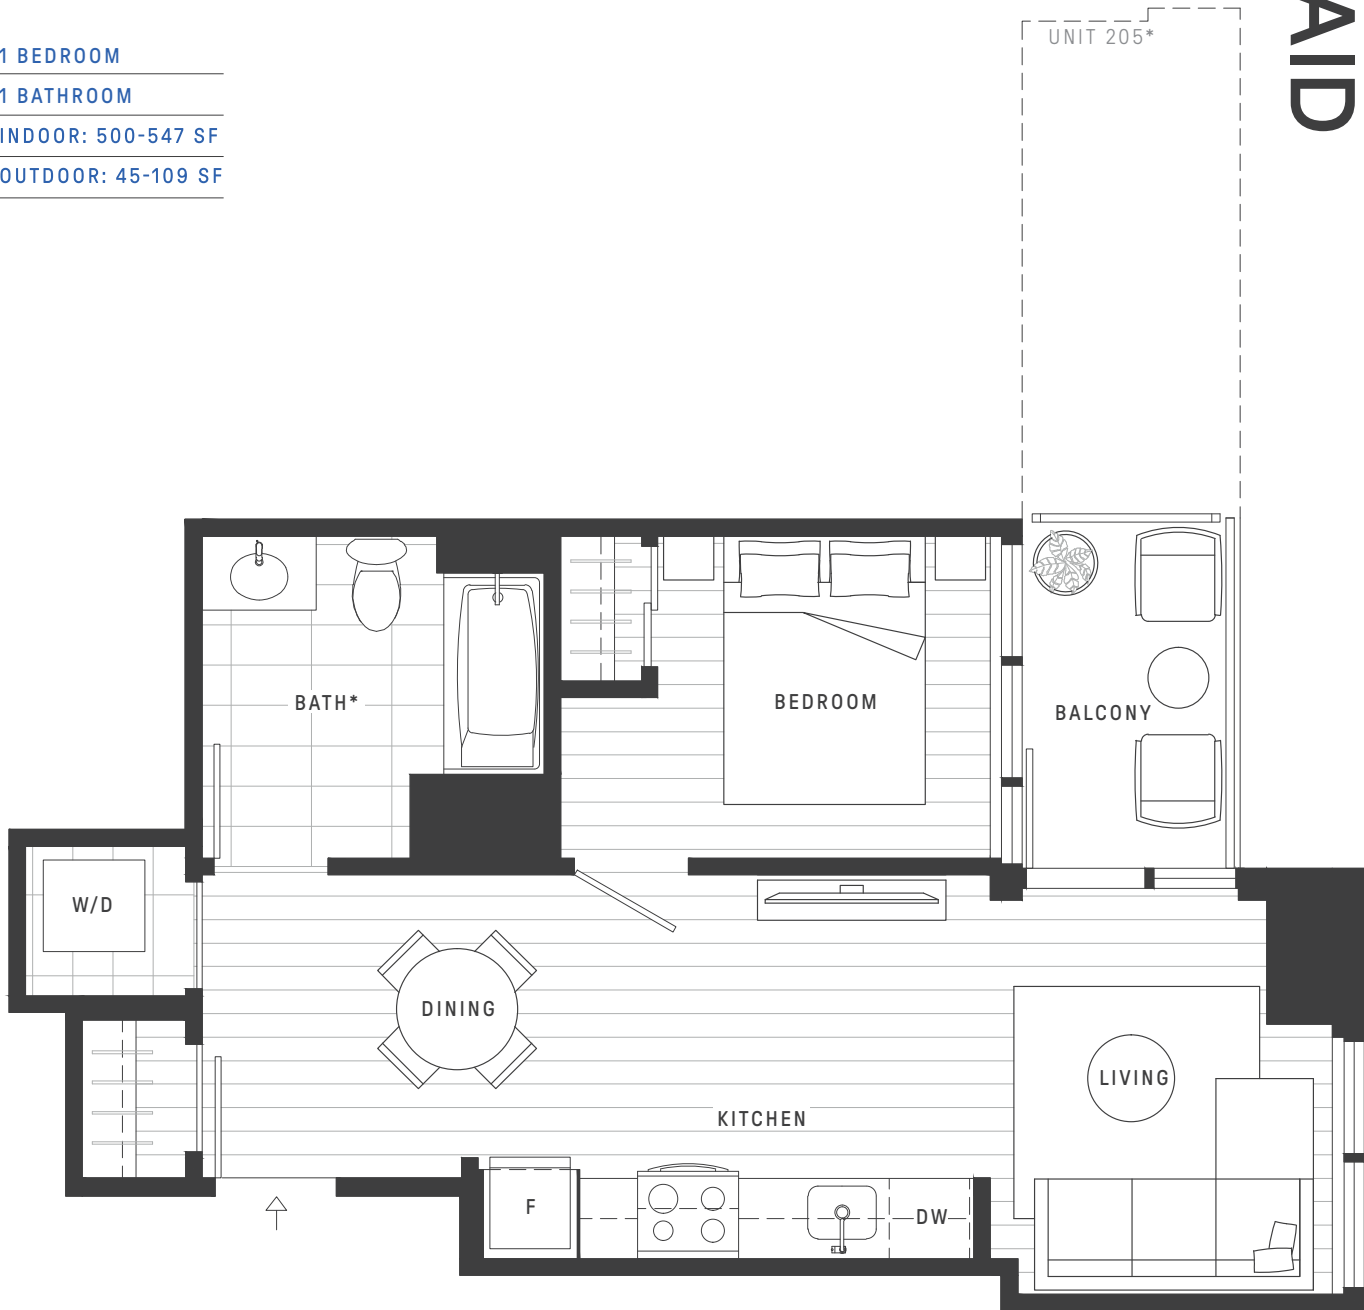 1 BEDROOM
1 BATHROOM
INDOOR: 500-547 SF
OUTDOOR: 45-109 SF
AID
UNIT 205*
BATH*
BEDROOM
BALCONY
W/D
DINING
LIVING
KITCHEN
F
DW